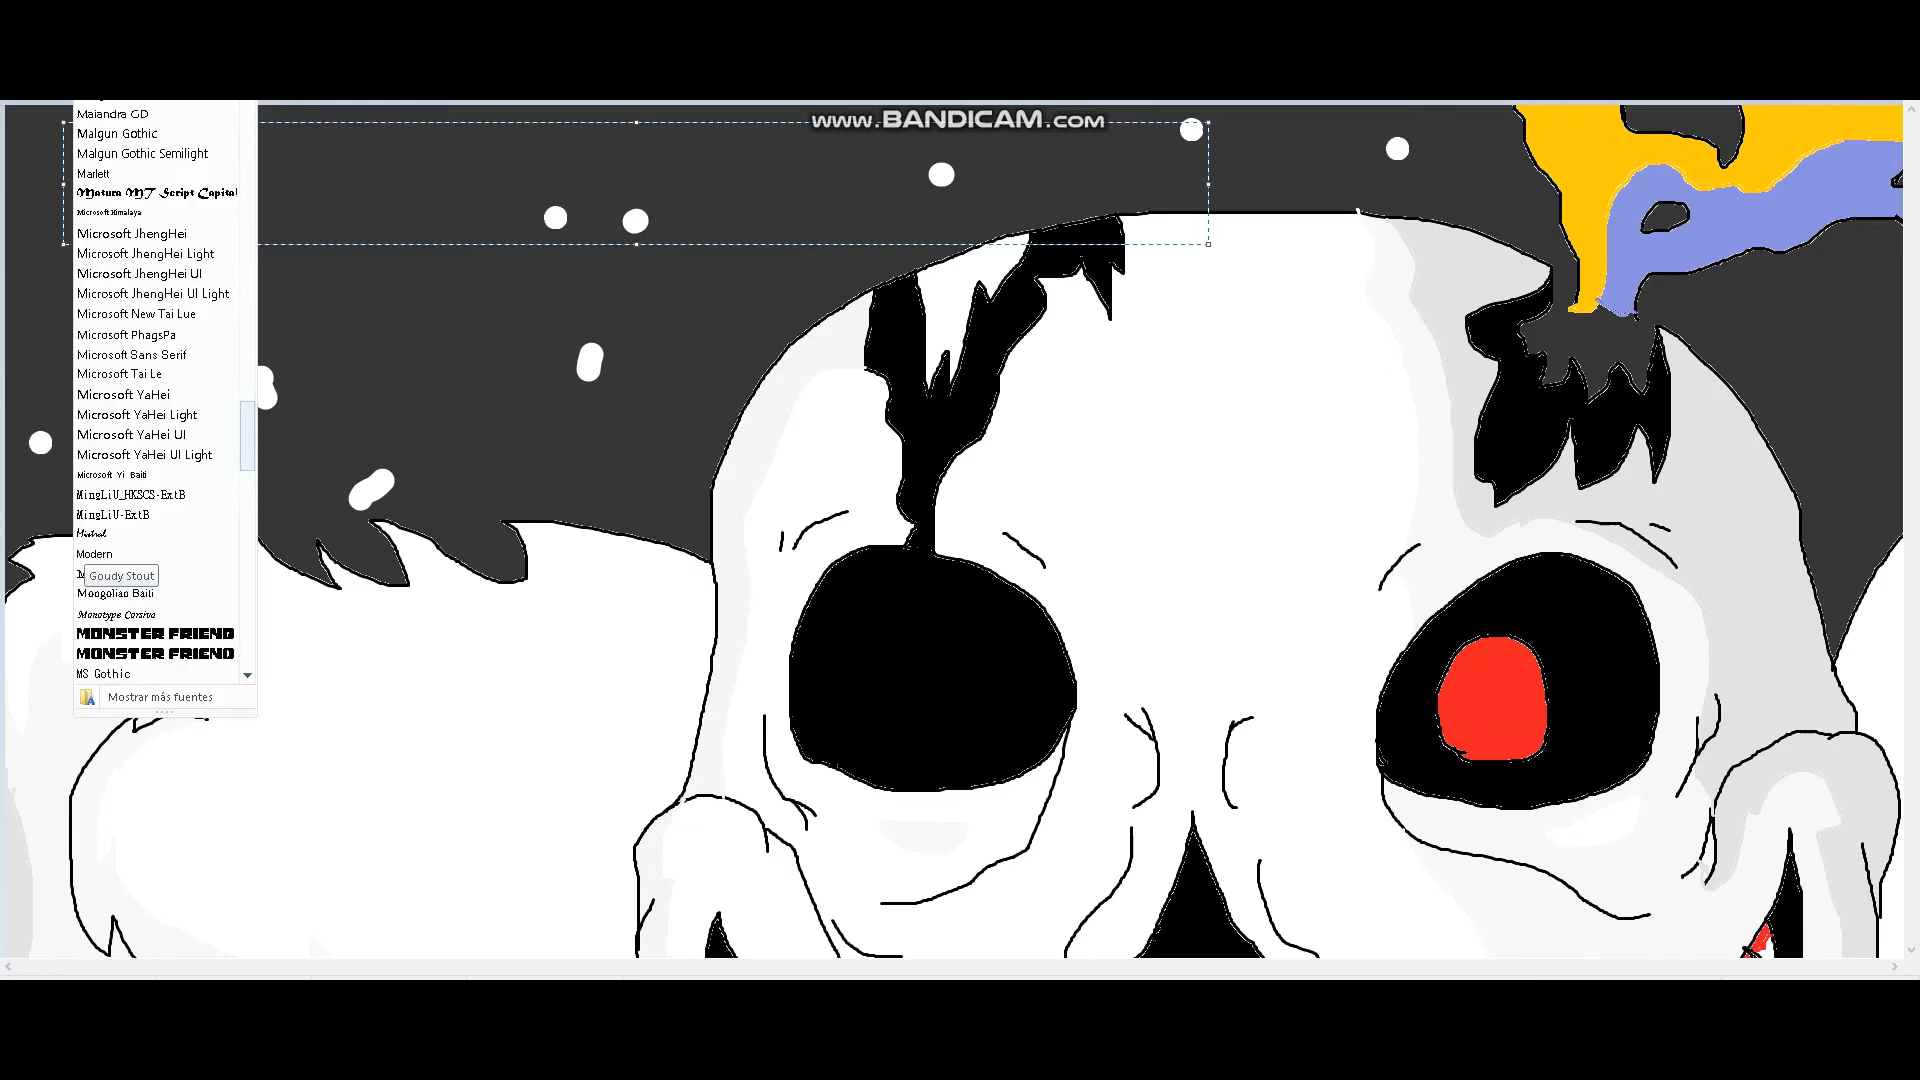 www.BANDICAM.com
Maiandra GD
Malgun Gothic
Malgun Gothic Semilight
Marlett
Matura MT Script Capital
Microsoft Himalaya
Microsoft JhengHei
Microsoft JhengHei Light
Microsoft JhengHei UI
Microsoft JhengHei UI Light
Microsoft New Tai Lue
Microsoft PhagsPa
Microsoft Sans Serif
Microsoft Tai Le
Microsoft YaHei
Microsoft YaHei Light
Microsoft YaHei UI
Microsoft YaHei UI Light
Microsoft Yi Baiti
MingLiU_HKSCS-ExtB
MingLiU-ExtB
Mistral
Modern
Goudy Stout
Mongolian Baiti
Monotype Corsiva
MONSTER FRIEND
MONSTER FRIEND
MS Gothic
Mostrar más fuentes